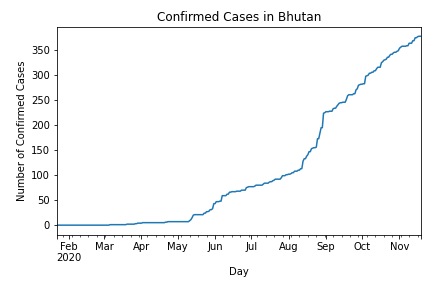 Confirmed Cases in Bhutan
Number of Confirmed Cases
350
300
250
200
150
100
50
0
Feb Mar Apr May Jun Jul Aug Sep Oct Nov
2020
Day